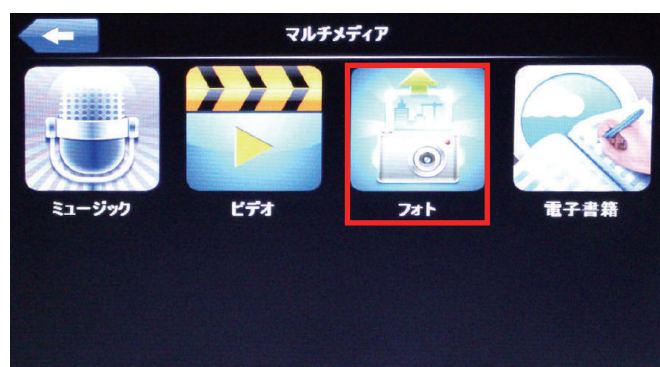 マルチメディア
ミュージック
ビデオ
フォト
電子書籍